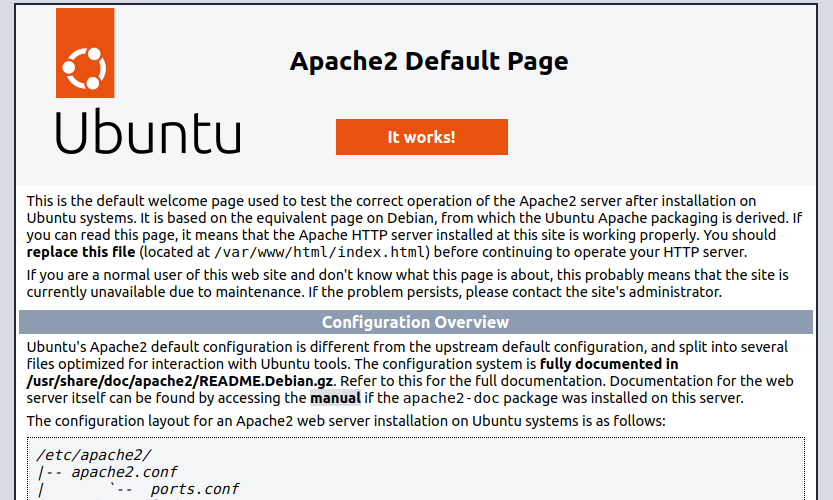 Ubuntu
Apache2 Default Page
It works!
This is the default welcome page used to test the correct operation of the Apache2 server after installation on
Ubuntu systems. It is based on the equivalent page on Debian, from which the Ubuntu Apache packaging is derived. If
you can read this page, it means that the Apache HTTP server installed at this site is working properly. You should
replace this file (located at /var/www/html/index.html) before continuing to operate your HTTP server.
If you are a normal user of this web site and don't know what this page is about, this probably means that the site is
currently unavailable due to maintenance. If the problem persists, please contact the site's administrator.
Configuration Overview
Ubuntu's Apache2 default configuration is different from the upstream default configuration, and split into several
files optimized for interaction with Ubuntu tools. The configuration system is fully documented in
/usr/share/doc/apache2/README.Debian.gz. Refer to this for the full documentation. Documentation for the web
server itself can be found by accessing the manual if the apache2-doc package was installed on this server.
The configuration layout for an Apache2 web server installation on Ubuntu systems is as follows:
/etc/apache2/
|-- apache2.conf
|       `--  ports.conf